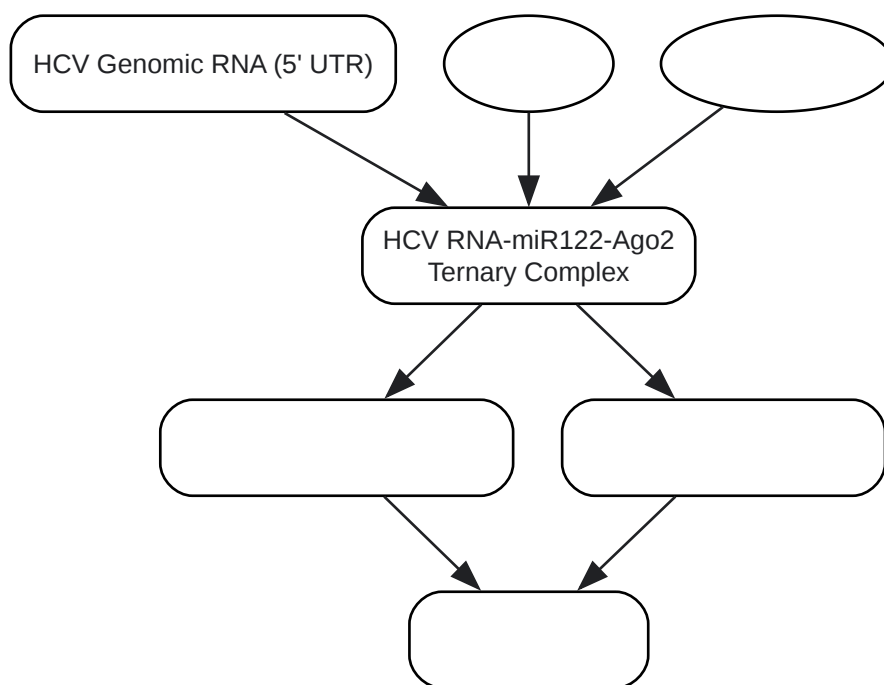 HCV Genomic RNA (5' UTR)
HCV RNA-miR122-Ago2
Ternary Complex